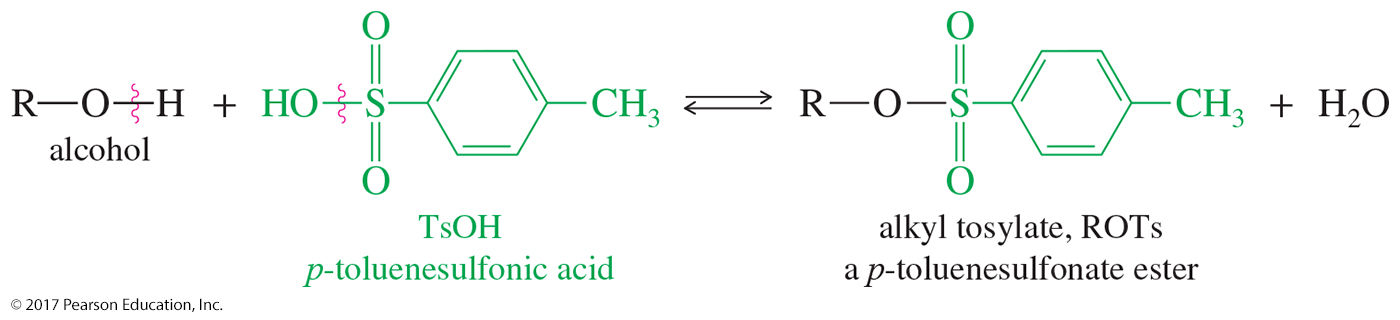 O O
R—O—H + HO—S—CH₃ ⇌ R—O—S—CH₃ + H₂O
alcohol
O O
TsOH alkyl tosylate, ROTs
p-toluenesulfonic acid a p-toluenesulfonate ester
© 2017 Pearson Education, Inc.